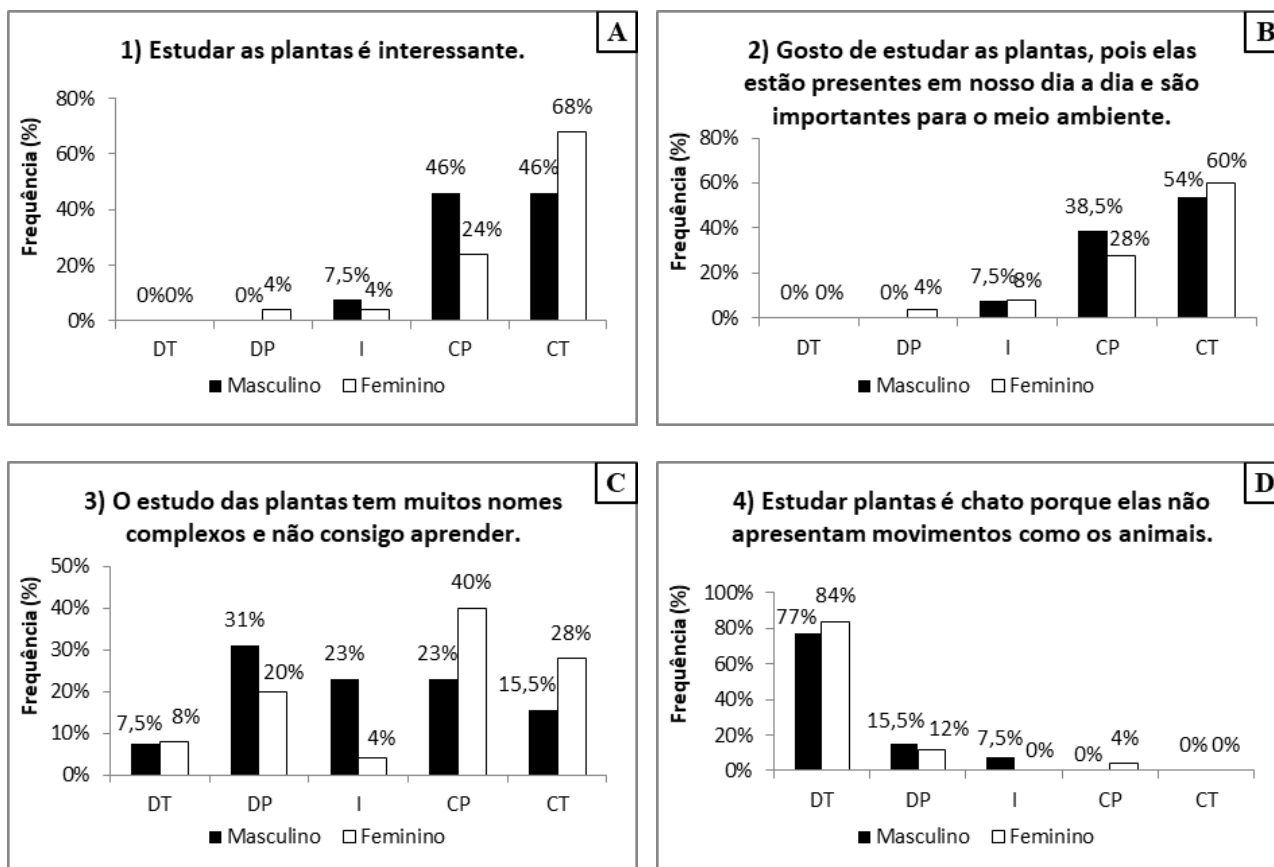 A
1) Estudar as plantas é interessante.
Frequência (%)
80%
60%
40%
20%
0%
0%0%
0% 4%
7,5% 4%
46% 24%
46% 68%
DT DP I CP CT
Masculino Feminino
B
2) Gosto de estudar as plantas, pois elas
estão presentes em nosso dia a dia e são
importantes para o meio ambiente.
Frequência (%)
80%
60%
40%
20%
0%
0% 0%
0% 4%
7,5% 8%
38,5% 28%
54% 60%
DT DP I CP CT
Masculino Feminino
C
3) O estudo das plantas tem muitos nomes
complexos e não consigo aprender.
Frequência (%)
50%
40%
30%
20%
10%
0%
7,5% 8%
31% 20%
23% 4%
23% 40%
15,5% 28%
DT DP I CP CT
Masculino Feminino
D
4) Estudar plantas é chato porque elas não
apresentam movimentos como os animais.
Frequência (%)
100%
80%
60%
40%
20%
0%
77% 84%
15,5% 12%
7,5% 0%
0% 4%
0% 0%
DT DP I CP CT
Masculino Feminino